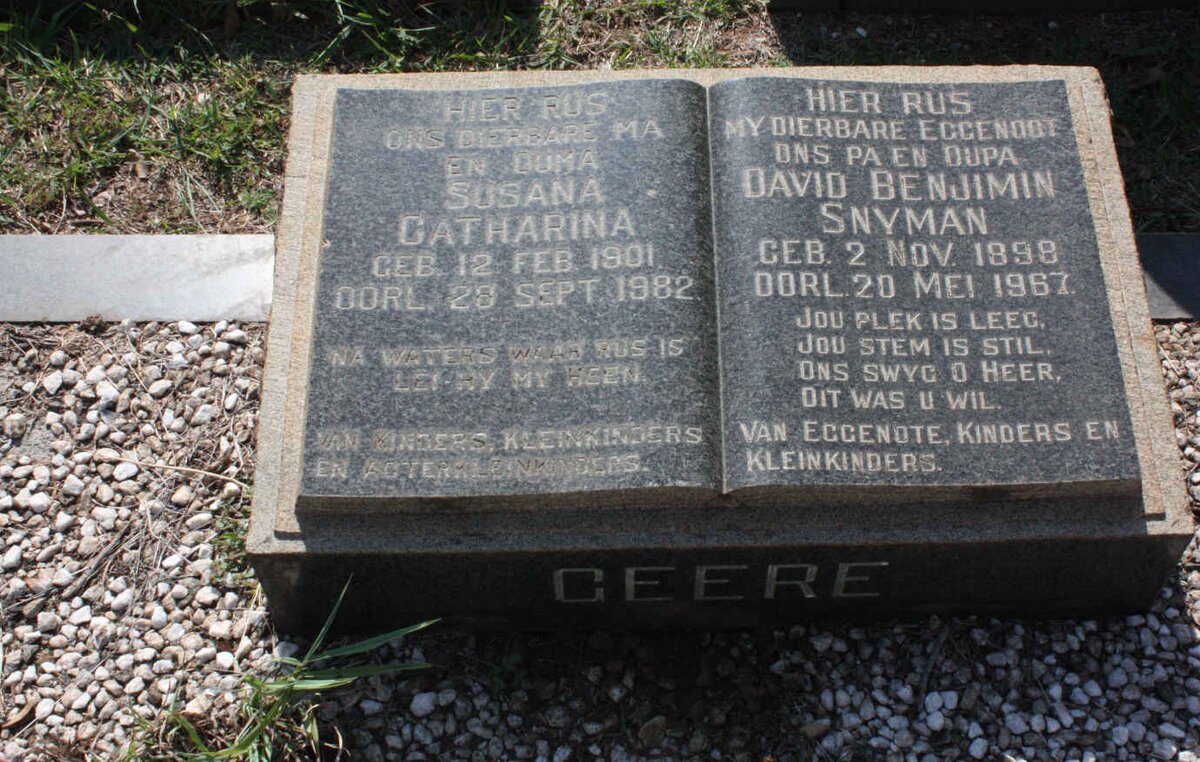 HIER RUS
ONS DIERBARE MA
EN OUMA
SUSANA
CATHARINA
GEB. 12 FEB. 1901.
OORL. 28 SEPT. 1982.
NA WATERS WAAR RUS IS
LEI HY MY HEEN.
VAN KINDERS, KLEINKINDERS
EN AGTERKLEINKINDERS.
HIER RUS
MY DIERBARE EGGENOOT
ONS PA EN OUPA
DAVID BENJIMIN
SNYMAN
GEB. 2 NOV. 1898
OORL. 20 MEI 1967.
JOU PLEK IS LEEG,
JOU STEM IS STIL,
ONS SWYG O HEER,
DIT WAS U WIL.
VAN EGGENOTE, KINDERS EN
KLEINKINDERS.
GEERE